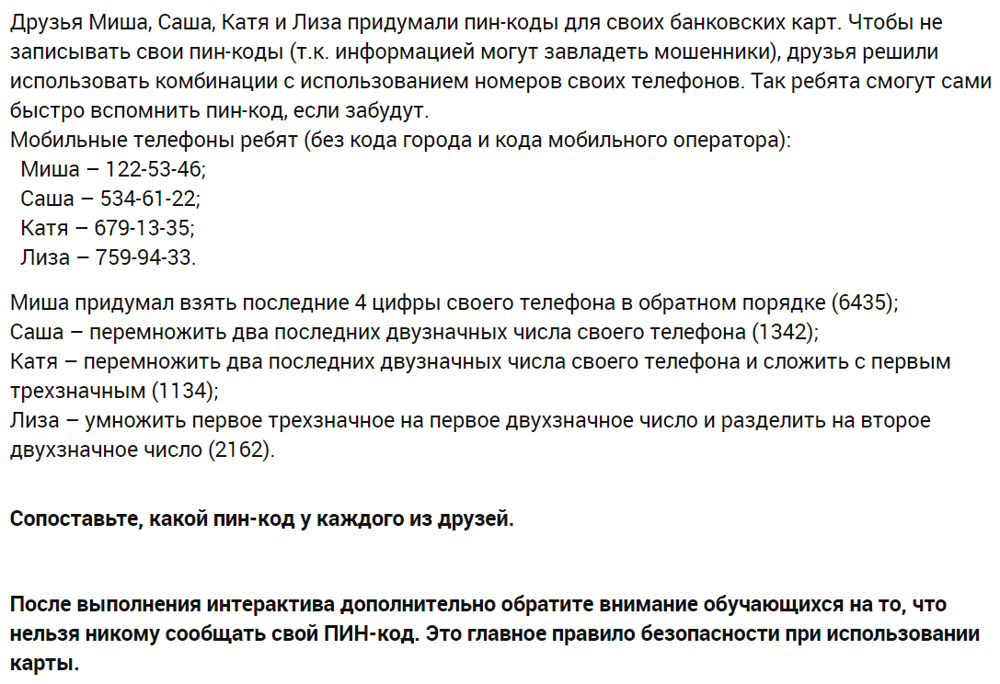 Друзья Миша, Саша, Катя и Лиза придумали пин-коды для своих банковских карт. Чтобы не
записывать свои пин-коды (т.к. информацией могут завладеть мошенники), друзья решили
использовать комбинации с использованием номеров своих телефонов. Так ребята смогут сами
быстро вспомнить пин-код, если забудут.
Мобильные телефоны ребят (без кода города и кода мобильного оператора):
Миша – 122-53-46;
Саша – 534-61-22;
Катя – 679-13-35;
Лиза – 759-94-33.
Миша придумал взять последние 4 цифры своего телефона в обратном порядке (6435);
Саша – перемножить два последних двузначных числа своего телефона (1342);
Катя – перемножить два последних двузначных числа своего телефона и сложить с первым
трехзначным (1134);
Лиза – умножить первое трехзначное на первое двухзначное число и разделить на второе
двухзначное число (2162).
Сопоставьте, какой пин-код у каждого из друзей.
После выполнения интерактива дополнительно обратите внимание обучающихся на то, что
нельзя никому сообщать свой ПИН-код. Это главное правило безопасности при использовании
карты.